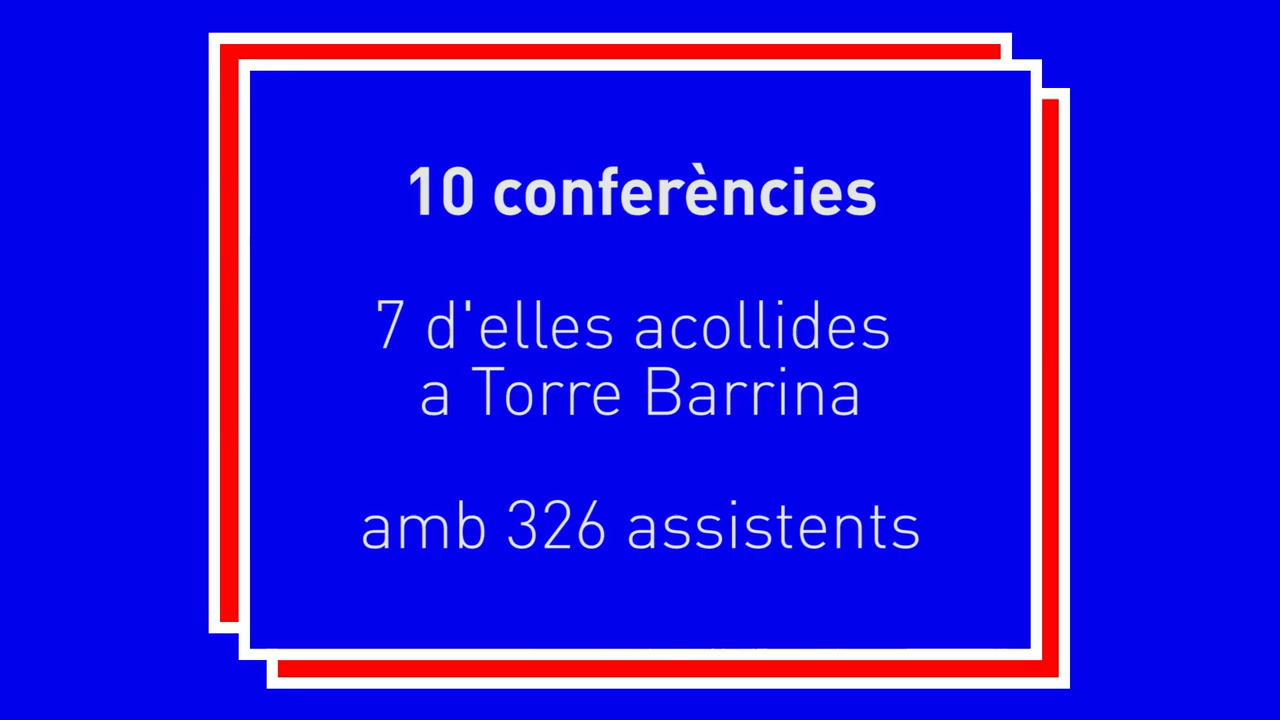 10 conferències
7 d'elles acollides
a Torre Barrina
amb 326 assistents